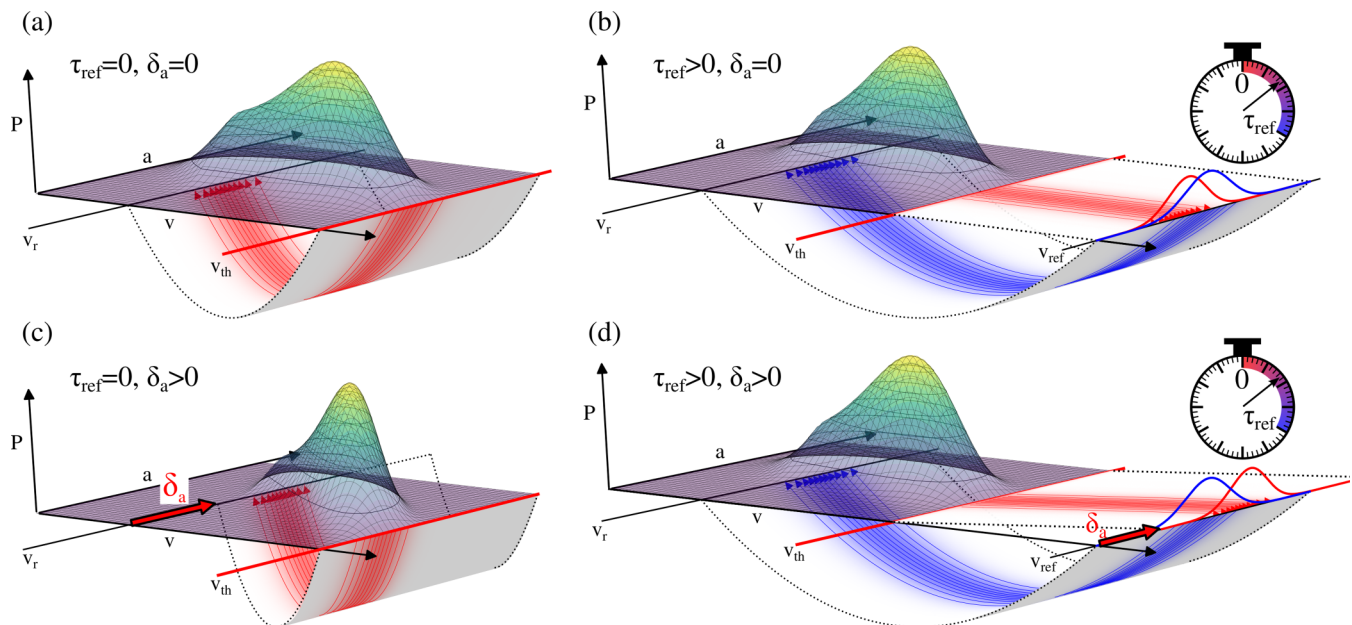 (a)
τref=0, δa=0
P
a
v
vr
vth
(b)
τref>0, δa=0
P
a
v
vr
vth
vref
0
τref
(c)
τref=0, δa>0
P
a
δa
v
vr
vth
(d)
τref>0, δa>0
P
a
v
vr
vth
vref
δa
0
τref